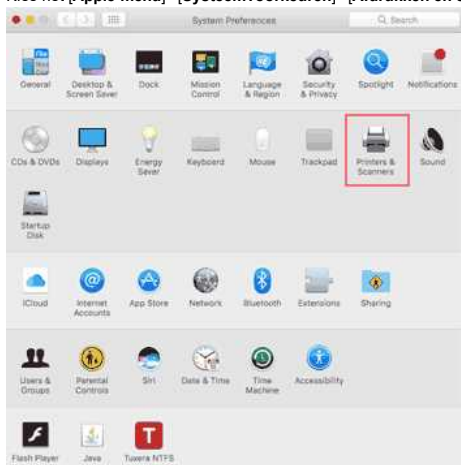 System Preferences
Search
General
Desktop & Screen Saver
Dock
Mission Control
Language & Region
Security & Privacy
Spotlight
Notifications
CDs & DVDs
Displays
Energy Saver
Keyboard
Mouse
Trackpad
Printers & Scanners
Sound
Startup Disk
iCloud
Internet Accounts
App Store
Network
Bluetooth
Extensions
Sharing
Users & Groups
Parental Controls
Siri
Date & Time
Time Machine
Accessibility
Flash Player
Java
Tuxera NTFS